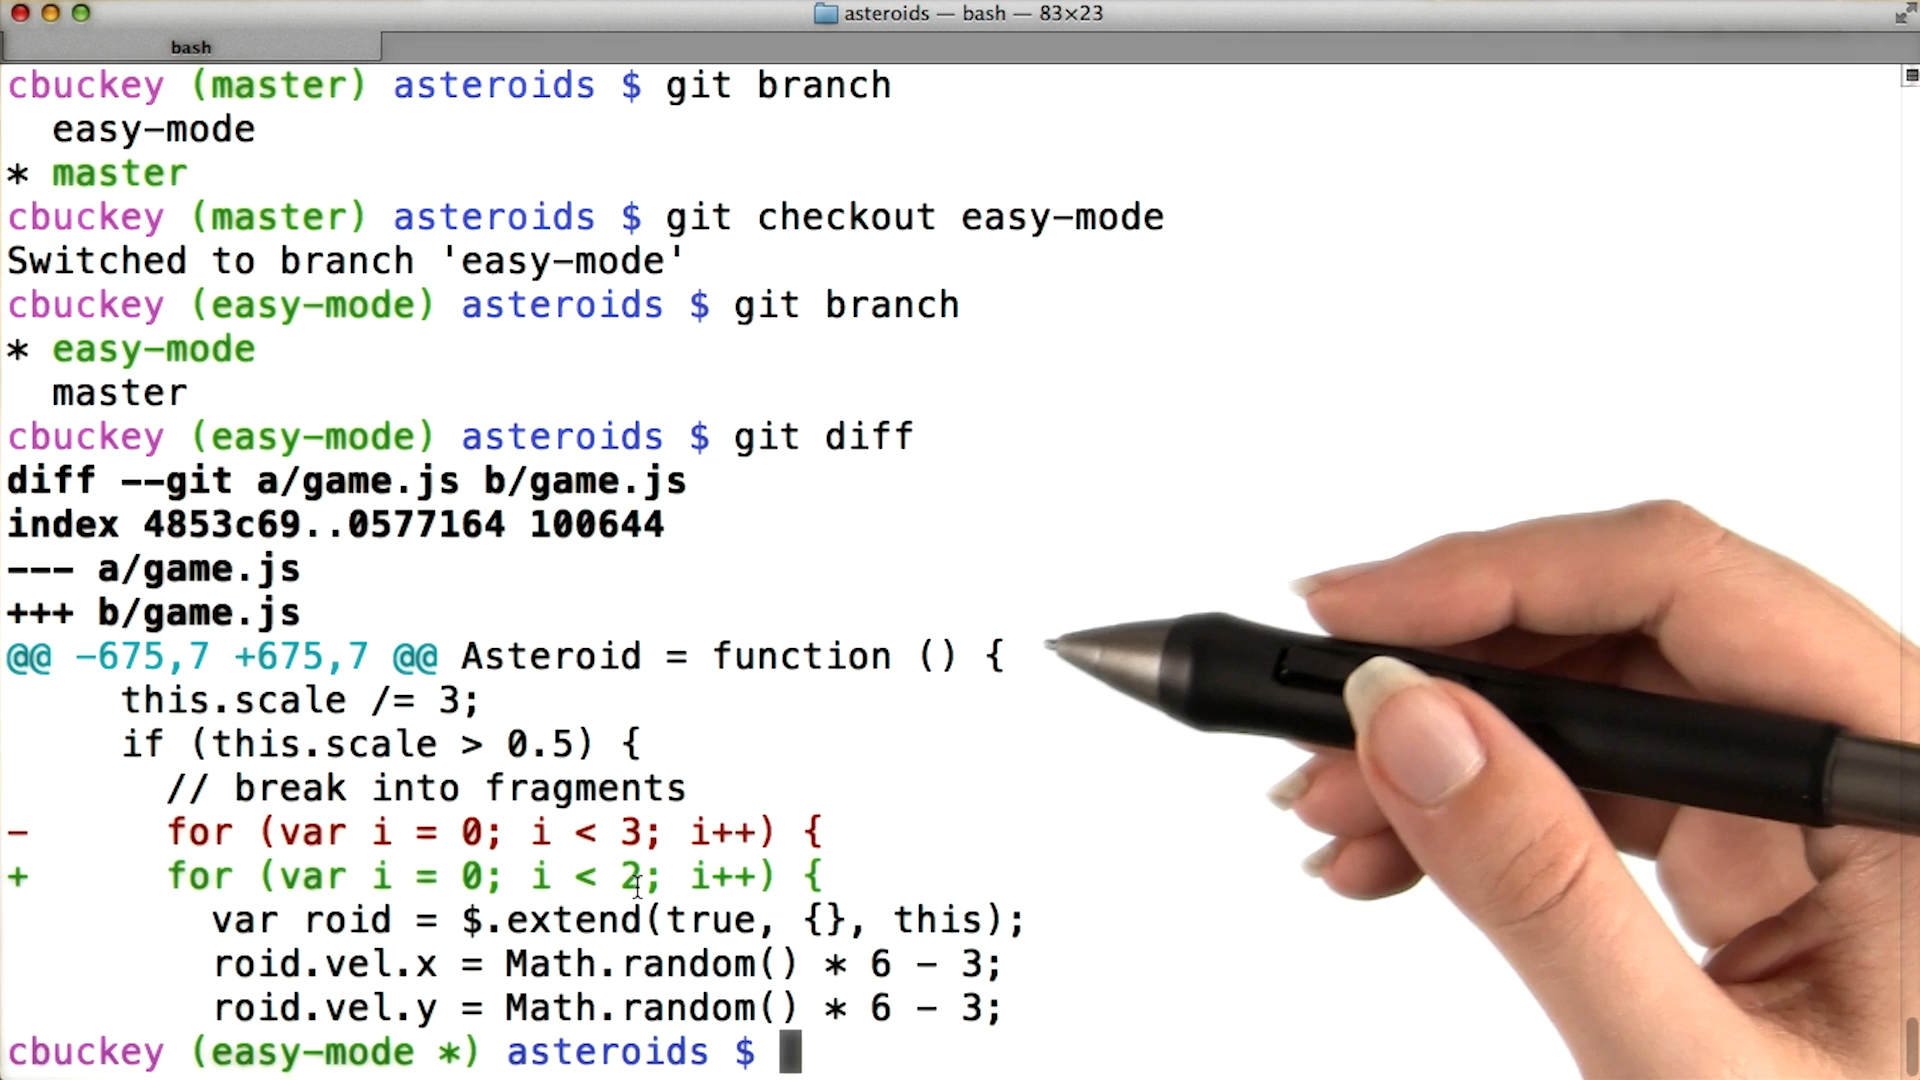 asteroids — bash — 83×23
bash
cbuckey (master) asteroids $ git branch
  easy-mode
* master
cbuckey (master) asteroids $ git checkout easy-mode
Switched to branch 'easy-mode'
cbuckey (easy-mode) asteroids $ git branch
* easy-mode
  master
cbuckey (easy-mode) asteroids $ git diff
diff --git a/game.js b/game.js
index 4853c69..0577164 100644
--- a/game.js
+++ b/game.js
@@ -675,7 +675,7 @@ Asteroid = function () {
     this.scale /= 3;
     if (this.scale > 0.5) {
       // break into fragments
-      for (var i = 0; i < 3; i++) {
+      for (var i = 0; i < 2; i++) {
         var roid = $.extend(true, {}, this);
         roid.vel.x = Math.random() * 6 - 3;
         roid.vel.y = Math.random() * 6 - 3;
cbuckey (easy-mode *) asteroids $